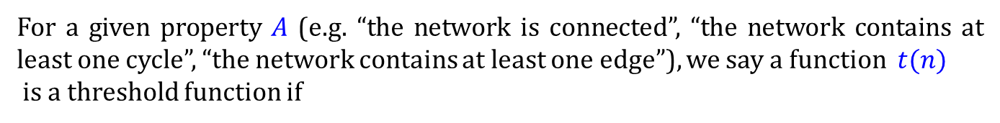 For a given property A (e.g. “the network is connected”, “the network contains at
least one cycle”, “the network contains at least one edge”), we say a function t(n)
is a threshold function if